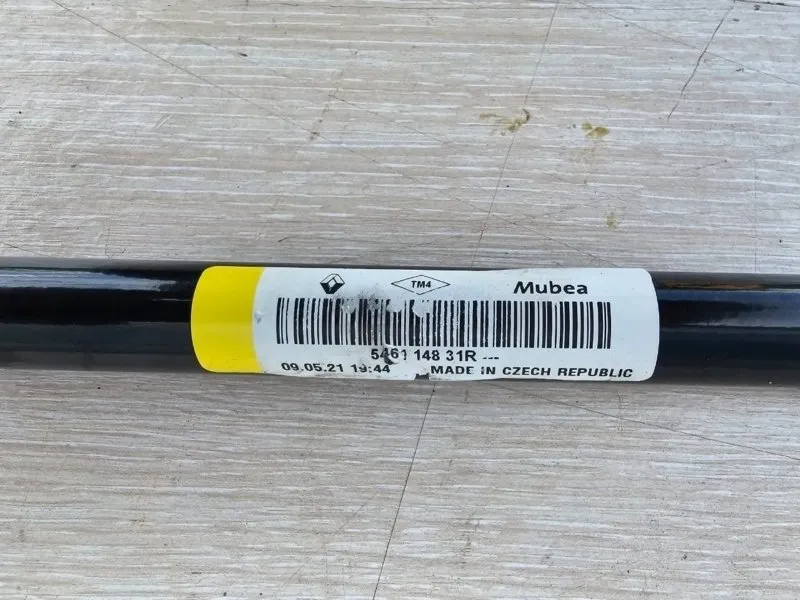 TM4 Mubea
5461 148 31R ---
09.05.21 19:44 MADE IN CZECH REPUBLIC